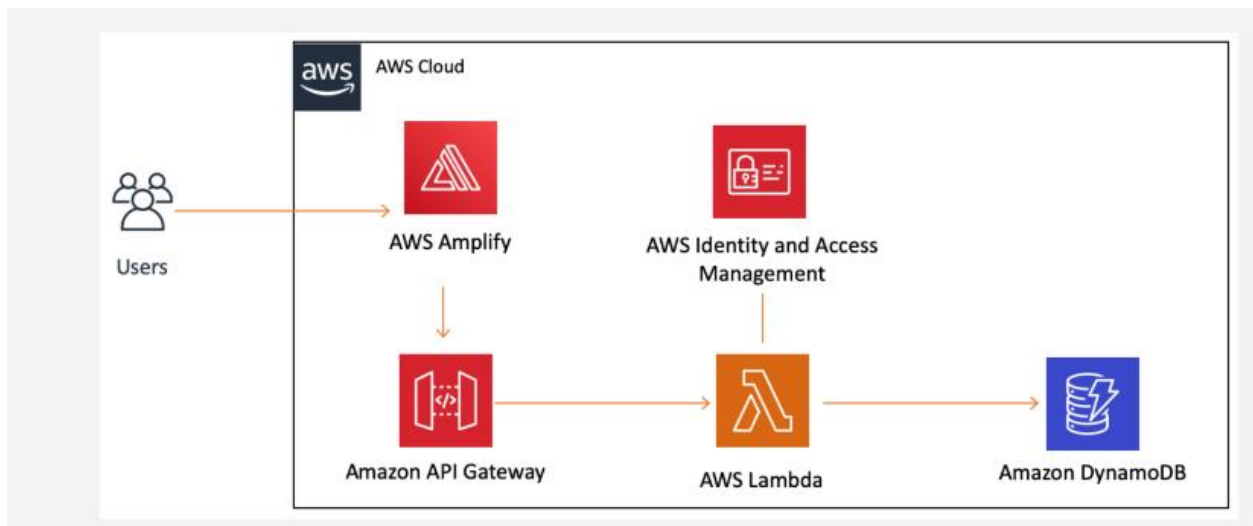 aws
AWS Cloud
AWS Amplify
AWS Identity and Access
Management
Users
</>
Amazon API Gateway
AWS Lambda
Amazon DynamoDB